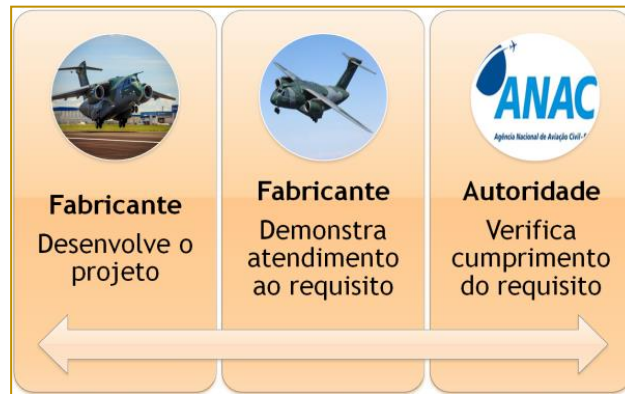 Fabricante
Desenvolve o
projeto
Fabricante
Demonstra
atendimento
ao requisito
ANAC
Agência Nacional de Aviação Civil
Autoridade
Verifica
cumprimento
do requisito